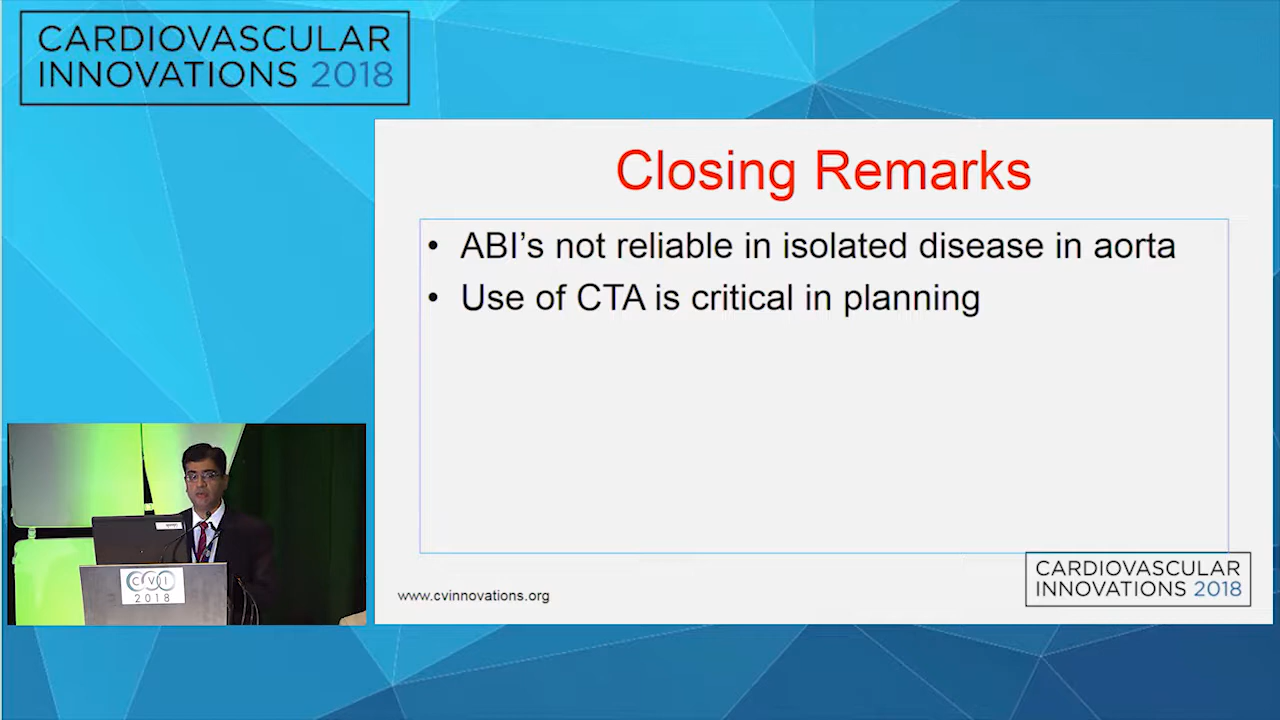 CARDIOVASCULAR
INNOVATIONS 2018
Closing Remarks
• ABI’s not reliable in isolated disease in aorta
• Use of CTA is critical in planning
CVI
2018
www.cvinnovations.org
CARDIOVASCULAR
INNOVATIONS 2018